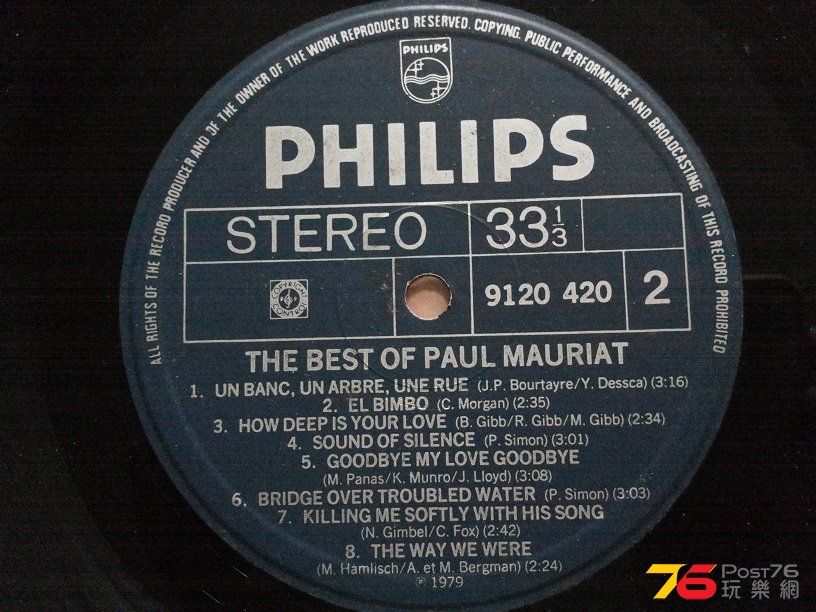 ALL RIGHTS OF THE RECORD PRODUCER AND OF THE OWNER OF THE WORK REPRODUCED RESERVED. COPYING, PUBLIC PERFORMANCE AND BROADCASTING OF THIS RECORD PROHIBITED
PHILIPS
PHILIPS
STEREO 33 1/3
COPYRIGHT CONTROL 9120 420 2
THE BEST OF PAUL MAURIAT
1. UN BANC, UN ARBRE, UNE RUE (J.P. Bourtayre/Y. Dessca) (3:16)
2. EL BIMBO (C. Morgan) (2:35)
3. HOW DEEP IS YOUR LOVE (B. Gibb/R. Gibb/M. Gibb) (2:34)
4. SOUND OF SILENCE (P. Simon) (3:01)
5. GOODBYE MY LOVE GOODBYE
(M. Panas/K. Munro/J. Lloyd) (3:08)
6. BRIDGE OVER TROUBLED WATER (P. Simon) (3:03)
7. KILLING ME SOFTLY WITH HIS SONG
(N. Gimbel/C. Fox) (2:42)
8. THE WAY WE WERE
(M. Hamlisch/A. et M. Bergman) (2:24)
℗ 1979
76 Post76
玩樂網